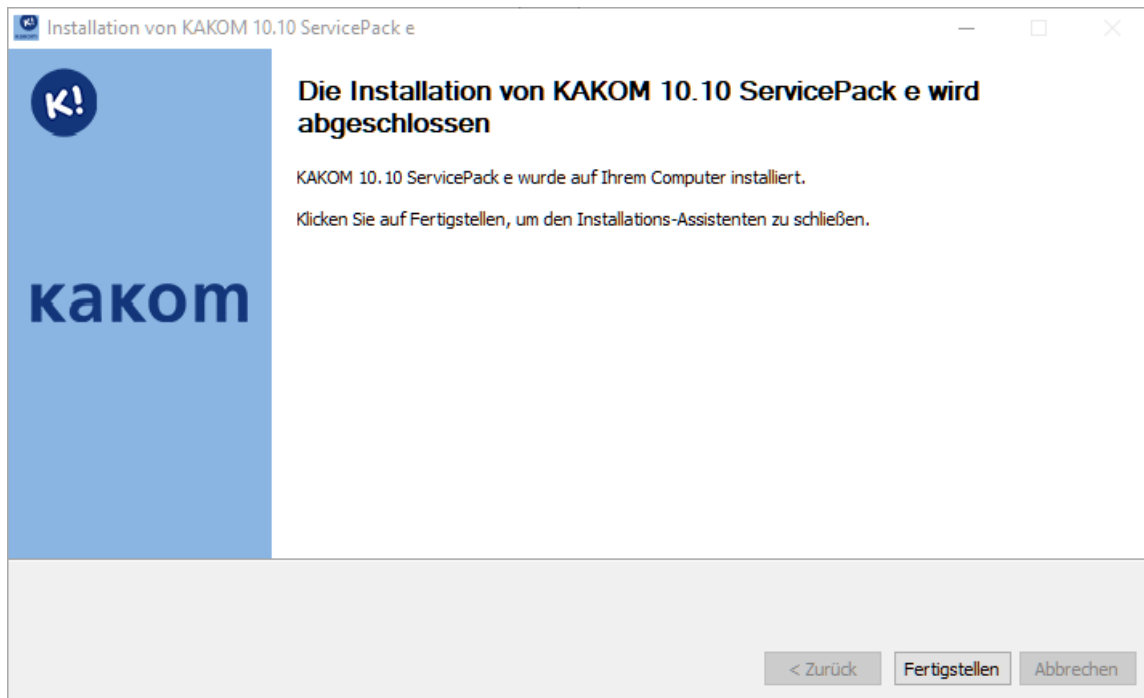 Installation von KAKOM 10.10 ServicePack e
K!
Die Installation von KAKOM 10.10 ServicePack e wird
abgeschlossen
KAKOM 10.10 ServicePack e wurde auf Ihrem Computer installiert.
Klicken Sie auf Fertigstellen, um den Installations-Assistenten zu schließen.
kakom
< Zurück
Fertigstellen
Abbrechen